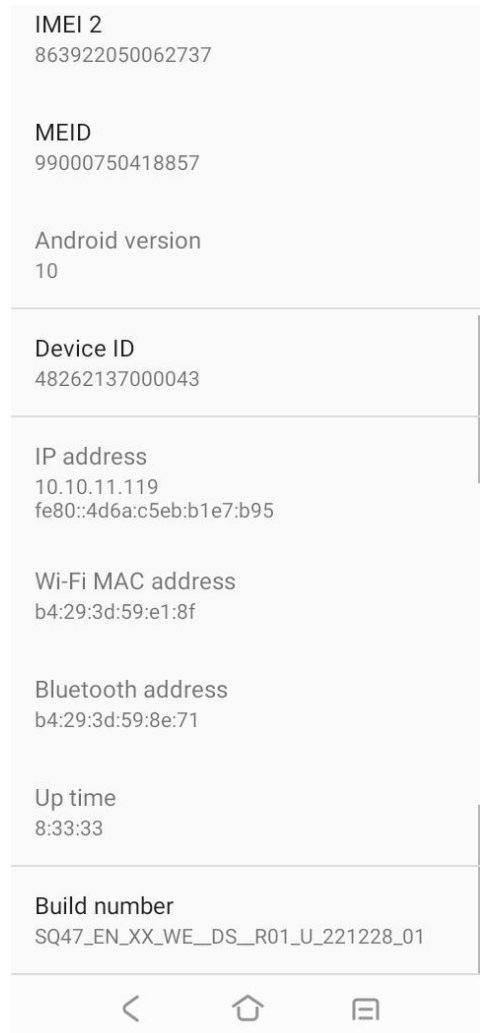 IMEI 2
863922050062737
MEID
99000750418857
Android version
10
Device ID
48262137000043
IP address
10.10.11.119
fe80::4d6a:c5eb:b1e7:b95
Wi-Fi MAC address
b4:29:3d:59:e1:8f
Bluetooth address
b4:29:3d:59:8e:71
Up time
8:33:33
Build number
SQ47_EN_XX_WE__DS__R01_U_221228_01